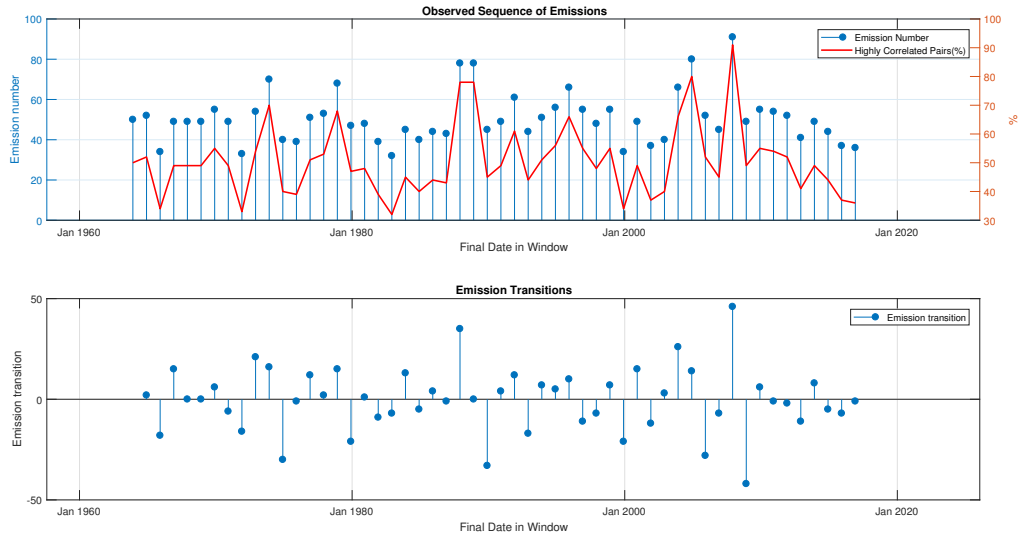 Observed Sequence of Emissions
100
80
60
40
20
0
Emission number
100
90
80
70
60
50
40
30
%
Emission Number
Highly Correlated Pairs(%)
Jan 1960
Jan 1980
Jan 2000
Jan 2020
Final Date in Window
Emission Transitions
50
0
-50
Emission transition
Emission transition
Jan 1960
Jan 1980
Jan 2000
Jan 2020
Final Date in Window